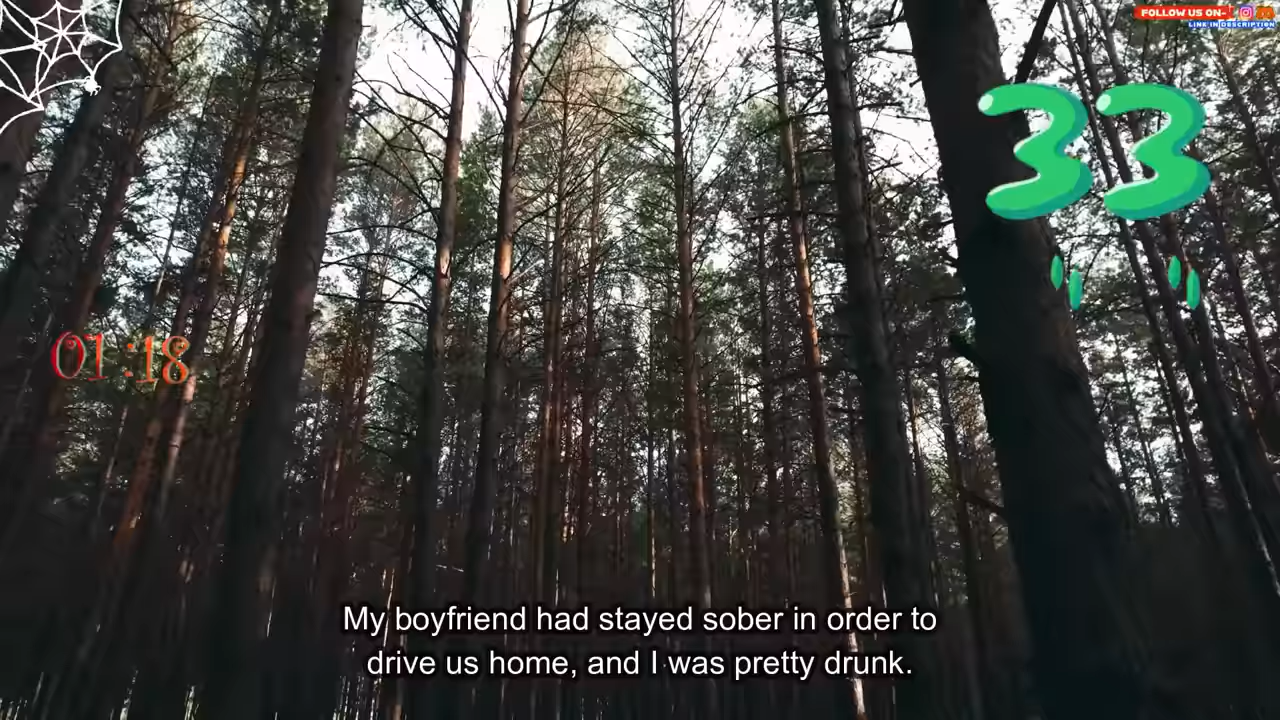 FOLLOW US ON-
LINK IN DESCRIPTION
33
01:18
My boyfriend had stayed sober in order to
drive us home, and I was pretty drunk.